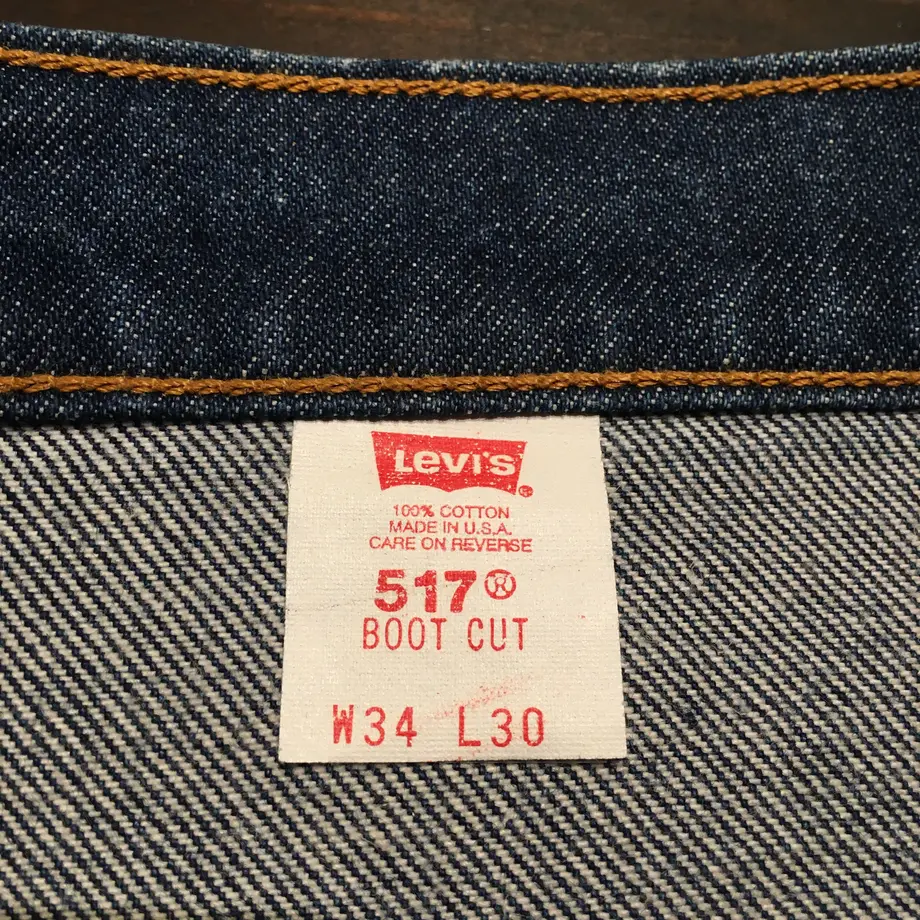 Levi's®
100% COTTON
MADE IN U.S.A.
CARE ON REVERSE
517®
BOOT CUT
W34 L30